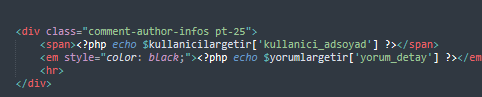 <div class="comment-author-infos pt-25">
<span><?php echo $kullanicilargetir['kullanici_adsoyad'] ?></span>
<em style="color: black;"><?php echo $yorumlargetir['yorum_detay'] ?></em
<hr>
</div>